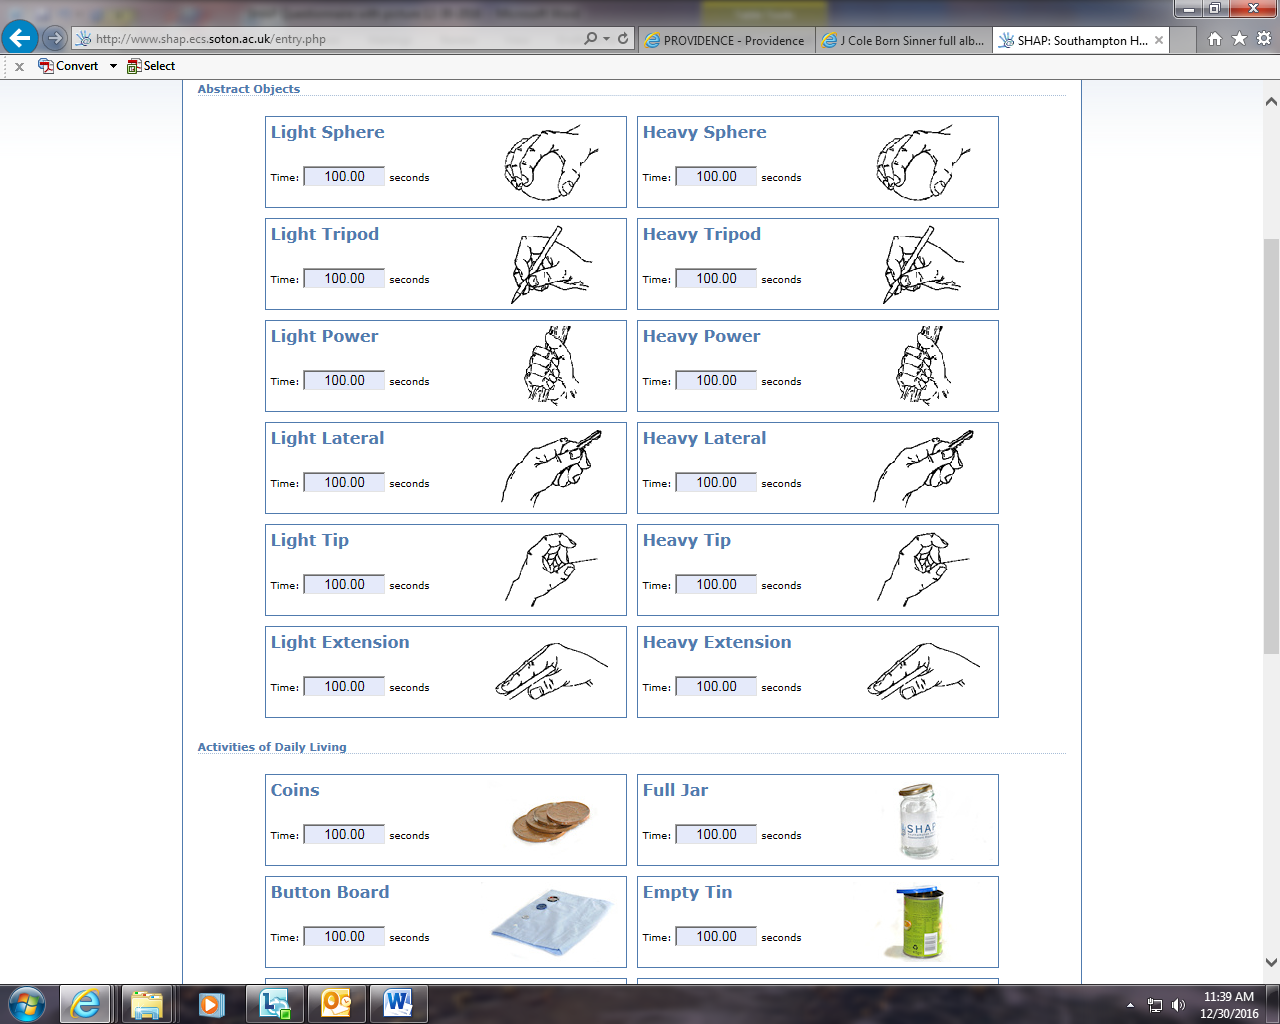 http://www.shap.ecs.soton.ac.uk/entry.php
PROVIDENCE - Providence
J Cole Born Sinner full alb...
SHAP: Southampton H...
Convert
Select
Abstract Objects
Light Sphere
Time: 100.00 seconds
Heavy Sphere
Time: 100.00 seconds
Light Tripod
Time: 100.00 seconds
Heavy Tripod
Time: 100.00 seconds
Light Power
Time: 100.00 seconds
Heavy Power
Time: 100.00 seconds
Light Lateral
Time: 100.00 seconds
Heavy Lateral
Time: 100.00 seconds
Light Tip
Time: 100.00 seconds
Heavy Tip
Time: 100.00 seconds
Light Extension
Time: 100.00 seconds
Heavy Extension
Time: 100.00 seconds
Activities of Daily Living
Coins
Time: 100.00 seconds
Full Jar
Time: 100.00 seconds
SHAP
Button Board
Time: 100.00 seconds
Empty Tin
Time: 100.00 seconds
11:39 AM
12/30/2016